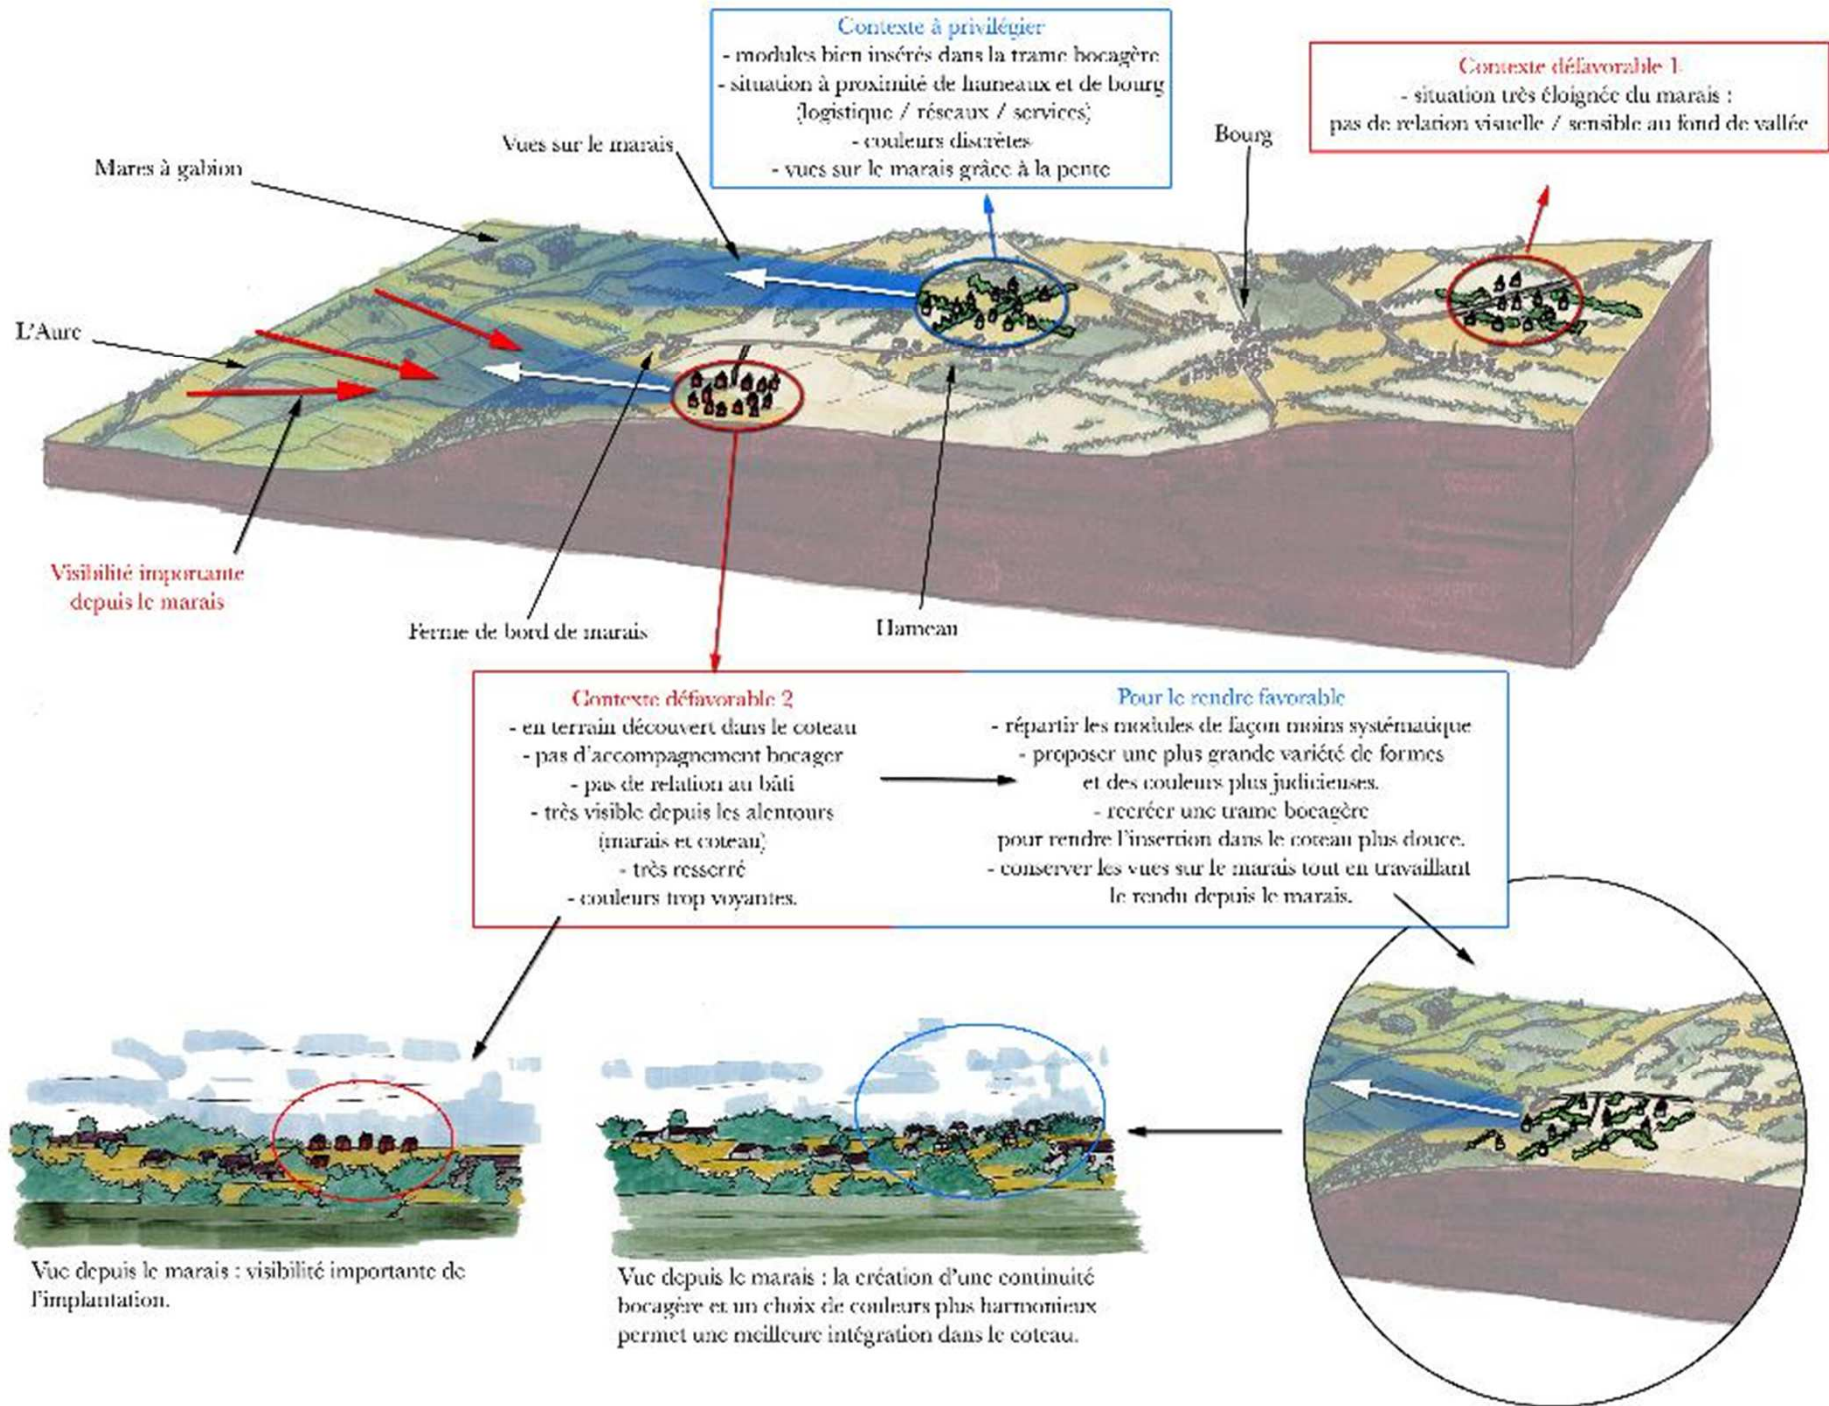 Contexte à privilégier
- modules bien insérés dans la trame bocagère
- situation à proximité de hameaux et de bourg
(logistique / réseaux / services)
- couleurs discrètes
- vues sur le marais grâce à la pente
Contexte défavorable 1
- situation très éloignée du marais :
pas de relation visuelle / sensible au fond de vallée
Bourg
Vues sur le marais
Mares à gabion
L'Aure
Visibilité importante
depuis le marais
Ferme de bord de marais
Hameau
Contexte défavorable 2
- en terrain découvert dans le coteau
- pas d'accompagnement bocager
- pas de relation au bâti
- très visible depuis les alentours
(marais et coteau)
- très resserré
- couleurs trop voyantes.
Pour le rendre favorable
- répartir les modules de façon moins systématique
- proposer une plus grande variété de formes
et des couleurs plus judicieuses.
- recréer une trame bocagère
pour rendre l'insertion dans le coteau plus douce.
- conserver les vues sur le marais tout en travaillant
le rendu depuis le marais.
Vue depuis le marais : visibilité importante de
l'implantation.
Vue depuis le marais : la création d'une continuité
bocagère et un choix de couleurs plus harmonieux
permet une meilleure intégration dans le coteau.